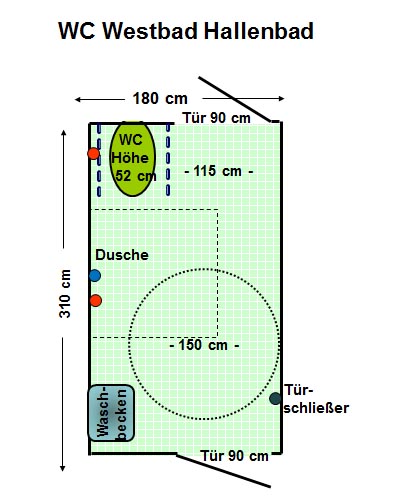 WC Westbad Hallenbad
180 cm
Tür 90 cm
WC
Höhe
52 cm
- 115 cm -
Dusche
310 cm
- 150 cm -
Tür-
schließer
Wasch-
becken
Tür 90 cm